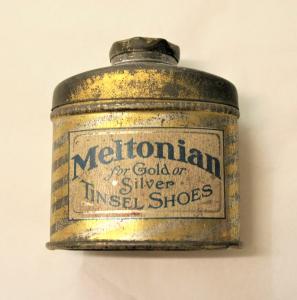 Meltonian
for Gold or
Silver
TINSEL SHOES